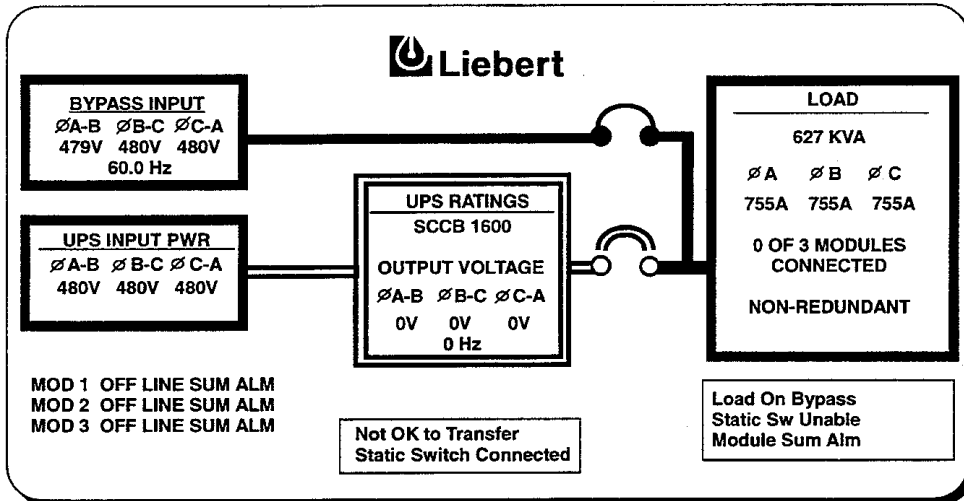 Liebert
BYPASS INPUT
ØA-B ØB-C ØC-A
479V 480V 480V
60.0 Hz
UPS INPUT PWR
ØA-B ØB-C ØC-A
480V 480V 480V
UPS RATINGS
SCCB 1600
OUTPUT VOLTAGE
ØA-B ØB-C ØC-A
0V 0V 0V
0 Hz
LOAD
627 KVA
ØA ØB ØC
755A 755A 755A
0 OF 3 MODULES
CONNECTED
NON-REDUNDANT
MOD 1 OFF LINE SUM ALM
MOD 2 OFF LINE SUM ALM
MOD 3 OFF LINE SUM ALM
Not OK to Transfer
Static Switch Connected
Load On Bypass
Static Sw Unable
Module Sum Alm